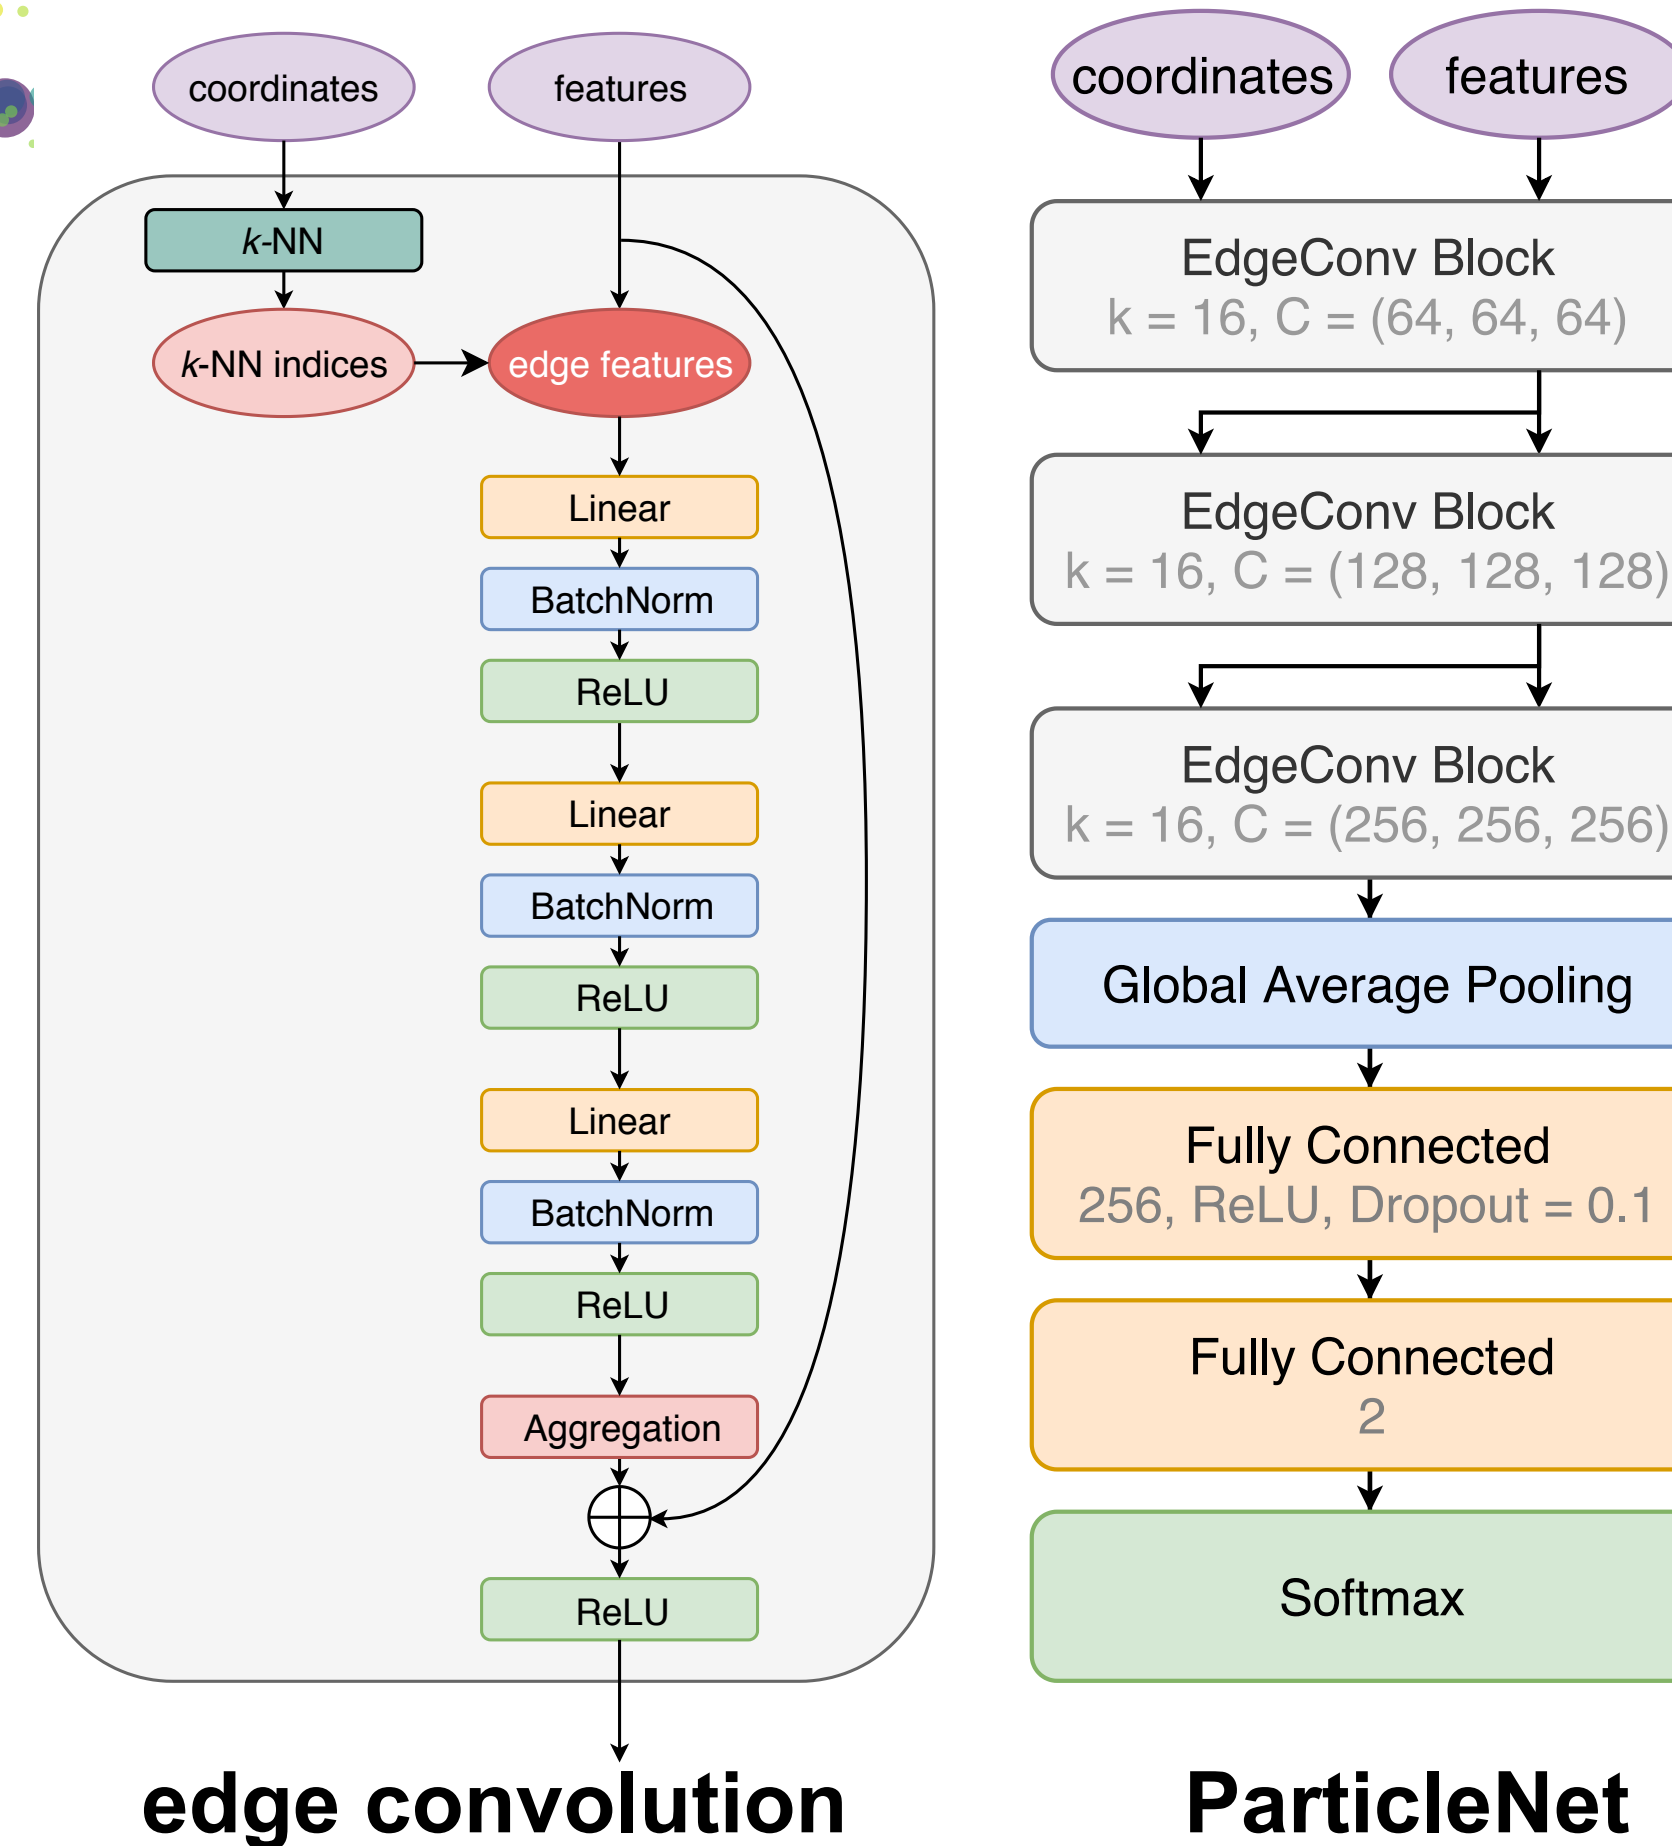 coordinates
features
k-NN
k-NN indices
edge features
Linear
BatchNorm
ReLU
Linear
BatchNorm
ReLU
Linear
BatchNorm
ReLU
Aggregation
ReLU
edge convolution
coordinates
features
EdgeConv Block
k = 16, C = (64, 64, 64)
EdgeConv Block
k = 16, C = (128, 128, 128)
EdgeConv Block
k = 16, C = (256, 256, 256)
Global Average Pooling
Fully Connected
256, ReLU, Dropout = 0.1
Fully Connected
2
Softmax
ParticleNet